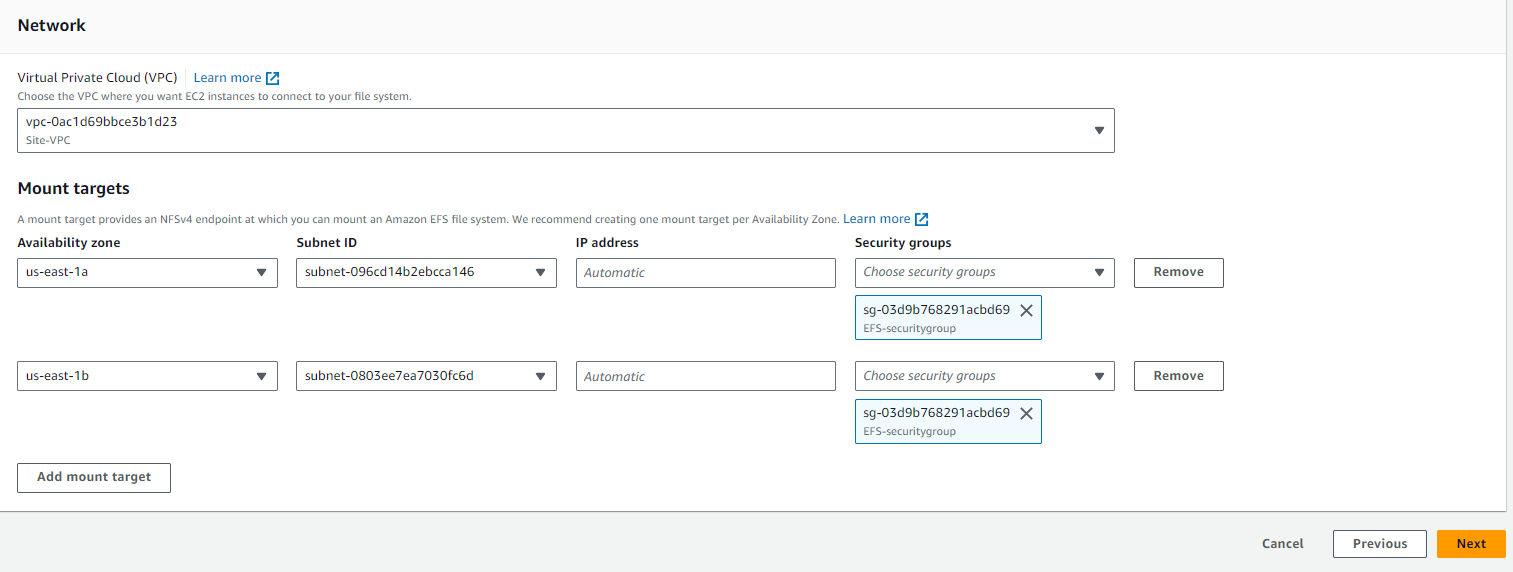 Network
Virtual Private Cloud (VPC) Learn more
Choose the VPC where you want EC2 instances to connect to your file system.
vpc-0ac1d69bbce3b1d23
Site-VPC
Mount targets
A mount target provides an NFSv4 endpoint at which you can mount an Amazon EFS file system. We recommend creating one mount target per Availability Zone. Learn more
Availability zone Subnet ID IP address Security groups
us-east-1a subnet-096cd14b2ebcca146 Automatic Choose security groups Remove
sg-03d9b768291acbd69
EFS-securitygroup
us-east-1b subnet-0803ee7ea7030fc6d Automatic Choose security groups Remove
sg-03d9b768291acbd69
EFS-securitygroup
Add mount target
Cancel Previous Next